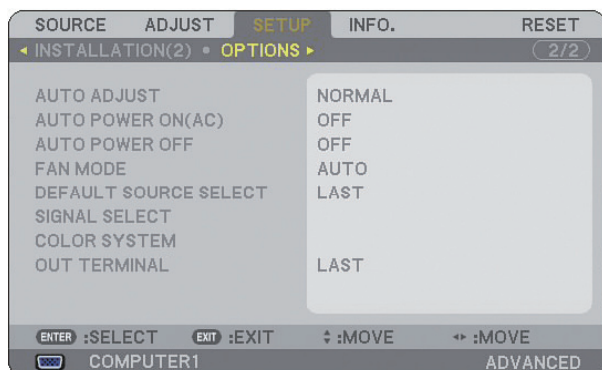 SOURCE ADJUST SETUP INFO. RESET
◂ INSTALLATION(2) • OPTIONS ▸ 2/2
AUTO ADJUST NORMAL
AUTO POWER ON(AC) OFF
AUTO POWER OFF OFF
FAN MODE AUTO
DEFAULT SOURCE SELECT LAST
SIGNAL SELECT
COLOR SYSTEM
OUT TERMINAL LAST
ENTER :SELECT EXIT :EXIT :MOVE :MOVE
COMPUTER1 ADVANCED